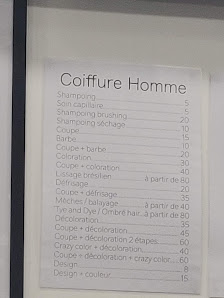 Coiffure Homme
Shampoing 5
Soin capillaire 5
Shampoing brushing 20
Shampoing séchage 10
Coupe 15
Barbe 10
Coupe + barbe 20
Coloration 30
Coupe + coloration 40
Lissage brésilien à partir de 80
Défrisage 20
Coupe + défrisage 35
Mèches / balayage à partir de 40
Tye and Dye / Ombré hair à partir de 80
Décoloration 35
Coupe + décoloration 45
Coupe + décoloration 2 étapes 60
Crazy color + décoloration 40
Coupe + décoloration + crazy color 60
Design 8
Design + couleur 15